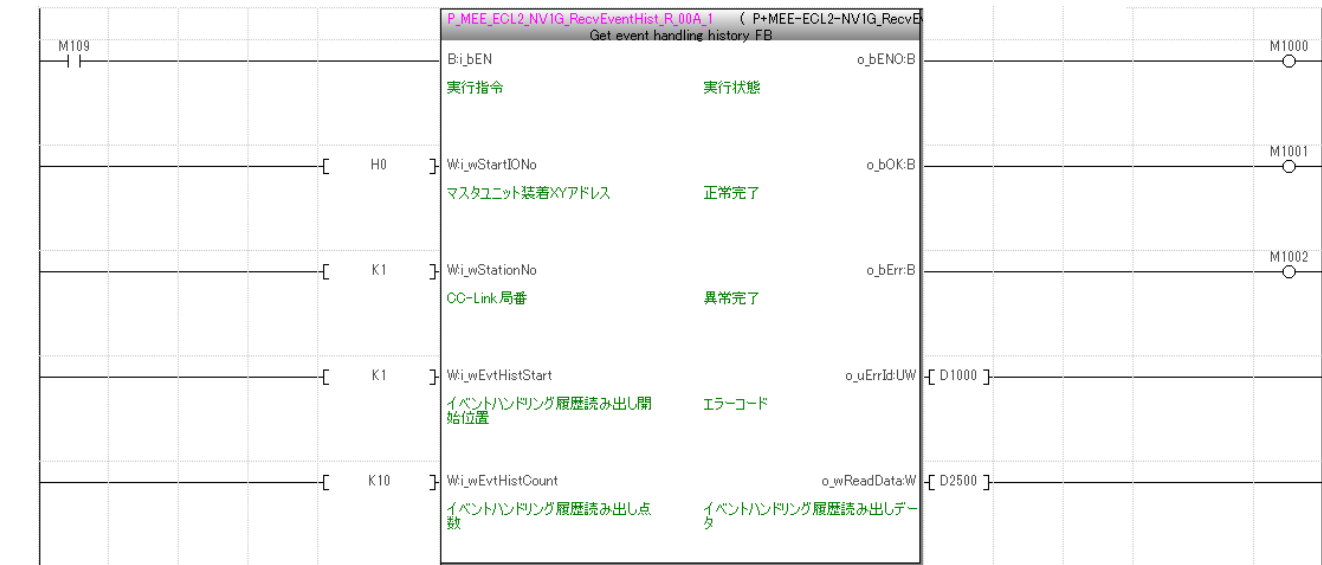 P_MEE_ECL2_NV1G_RecvEventHist_R_00A_1 ( P+MEE-ECL2-NV1G_RecvE
Get event handling history FB
M109
B:i_bEN
o_bENO:B
M1000
実行指令
実行状態
H0
W:i_wStartIONo
o_bOK:B
M1001
マスタユニット装着XYアドレス
正常完了
K1
W:i_wStationNo
o_bErr:B
M1002
CC-Link局番
異常完了
K1
W:i_wEvtHistStart
o_uErrId:UW
D1000
イベントハンドリング履歴読み出し開
始位置
エラーコード
K10
W:i_wEvtHistCount
o_wReadData:W
D2500
イベントハンドリング履歴読み出し点
数
イベントハンドリング履歴読み出しデー
タ